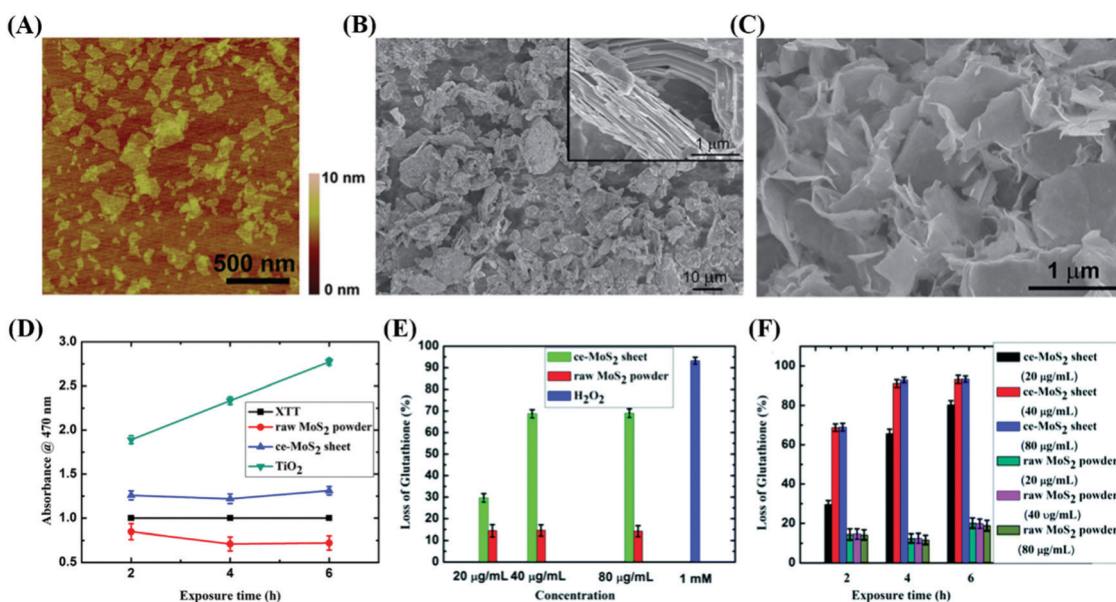 (A)
10 nm
500 nm
0 nm
(B)
1 μm
10 μm
(C)
1 μm
(D)
3.0
2.5
2.0
1.5
1.0
0.5
Absorbance @ 470 nm
XTT
raw MoS₂ powder
ce-MoS₂ sheet
TiO₂
2 4 6
Exposure time (h)
(E)
100
90
80
70
60
50
40
30
20
10
0
Loss of Glutathione (%)
ce-MoS₂ sheet
raw MoS₂ powder
H₂O₂
20 μg/mL 40 μg/mL 80 μg/mL 1 mM
Concentration
(F)
100
80
60
40
20
0
Loss of Glutathione (%)
ce-MoS₂ sheet
(20 μg/mL)
ce-MoS₂ sheet
(40 μg/mL)
ce-MoS₂ sheet
(80 μg/mL)
raw MoS₂ powder
(20 μg/mL)
raw MoS₂ powder
(40 υg/mL)
raw MoS₂ powder
(80 μg/mL)
2 4 6
Exposure time (h)